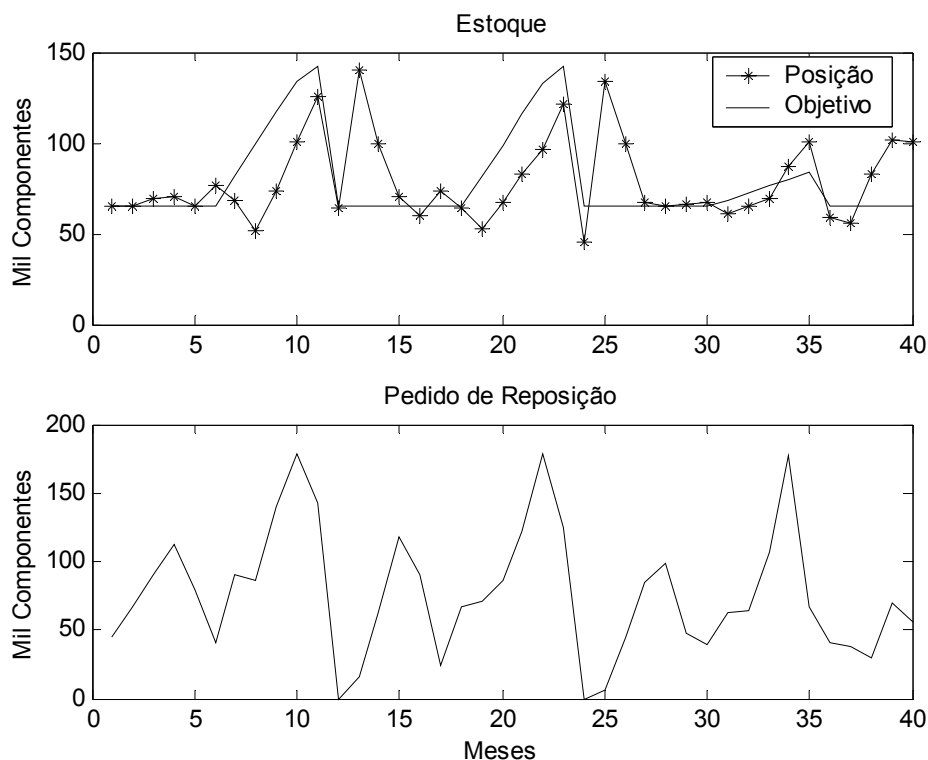 Estoque
150
100
50
0
Mil Componentes
Posição
Objetivo
0 5 10 15 20 25 30 35 40
Pedido de Reposição
200
150
100
50
0
Mil Componentes
0 5 10 15 20 25 30 35 40
Meses